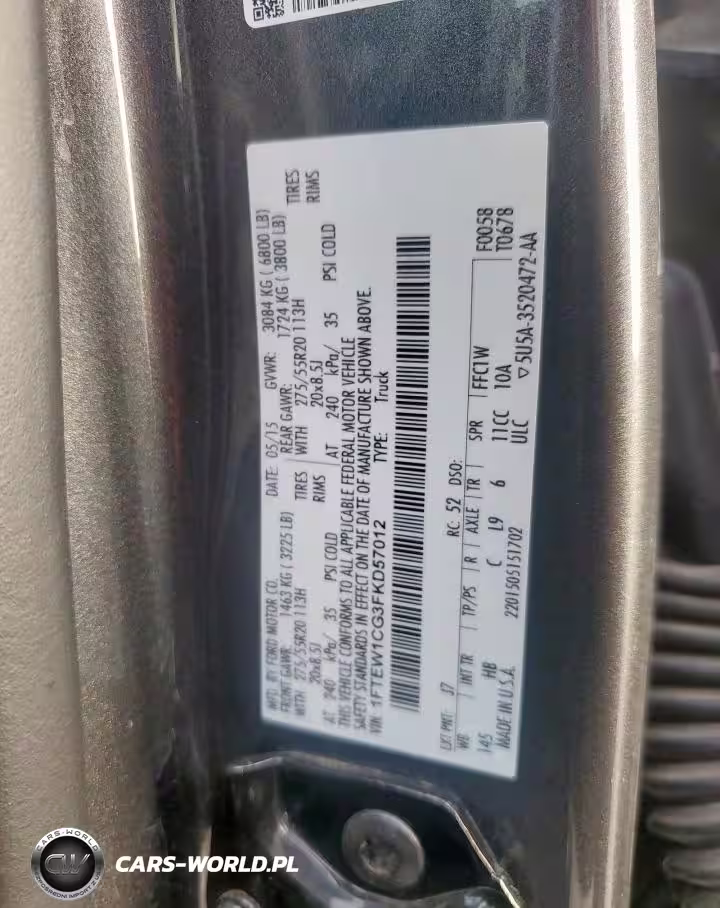 MFD. BY FORD MOTOR CO.
DATE: 05/15 GVWR: 3084 KG ( 6800 LB)
FRONT GAWR: 1463 KG ( 3225 LB)
REAR GAWR: 1724 KG ( 3800 LB)
WITH 275/55R20 113H TIRES
WITH 275/55R20 113H TIRES
20x8.5J RIMS
20x8.5J RIMS
AT 240 kPa/ 35 PSI COLD
AT 240 kPa/ 35 PSI COLD
THIS VEHICLE CONFORMS TO ALL APPLICABLE FEDERAL MOTOR VEHICLE
SAFETY STANDARDS IN EFFECT ON THE DATE OF MANUFACTURE SHOWN ABOVE.
VIN: 1FTEW1CG3FKD57012 TYPE: Truck
F0058
T0678
EXT PNT: J7 RC: 52 DSO:
WB INT TR TP/PS R AXLE TR SPR FFC1W
145 HB C L9 6 11CC 10A
MADE IN U.S.A. 2201505151702 ULC ▽ 5U5A-3520472-AA
CARS-WORLD
CW
CARS-WORLD.PL